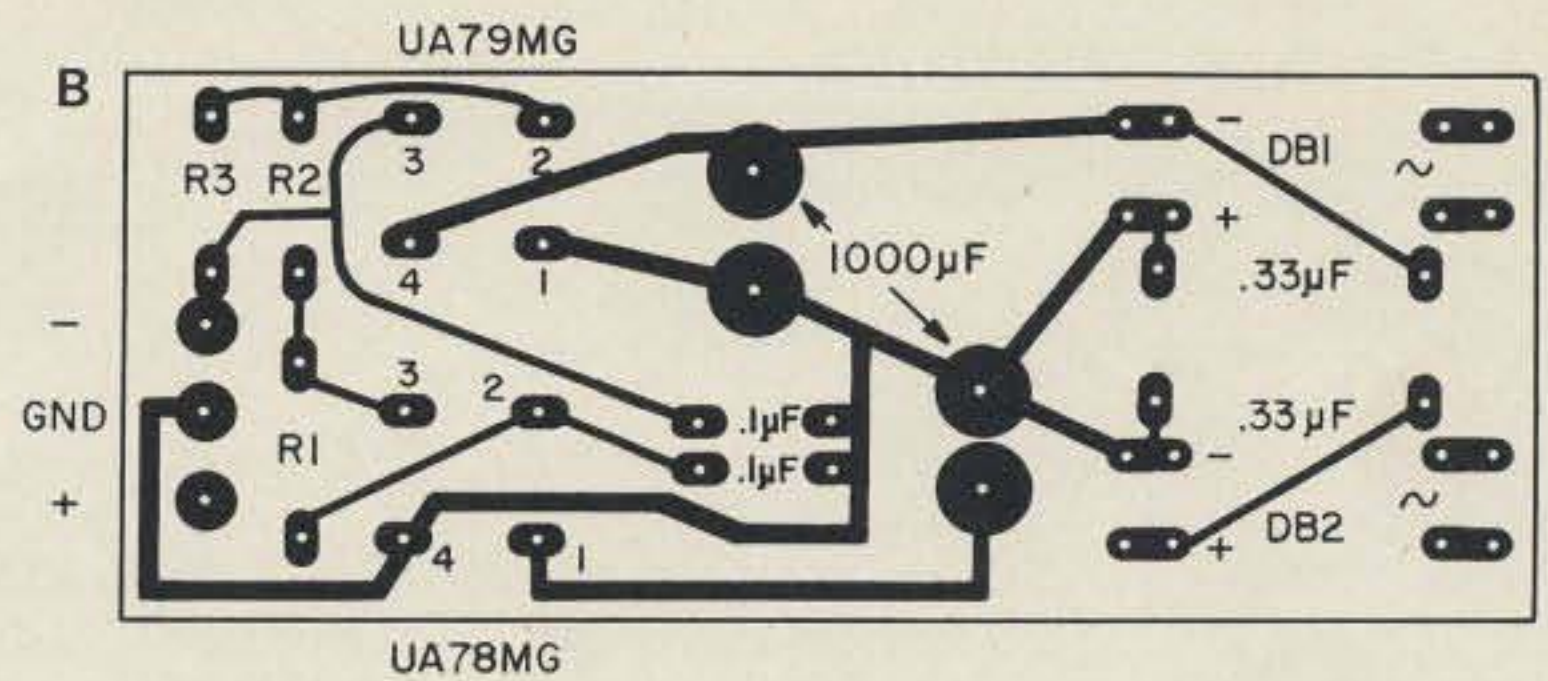 UA79MG
B
3
2
R3 R2
-
DB1
~
4
1
1000µF
+
.33µF
-
GND
+
R1
3
2
.1µF
.1µF
.33µF
-
~
4
1
+
DB2
UA78MG